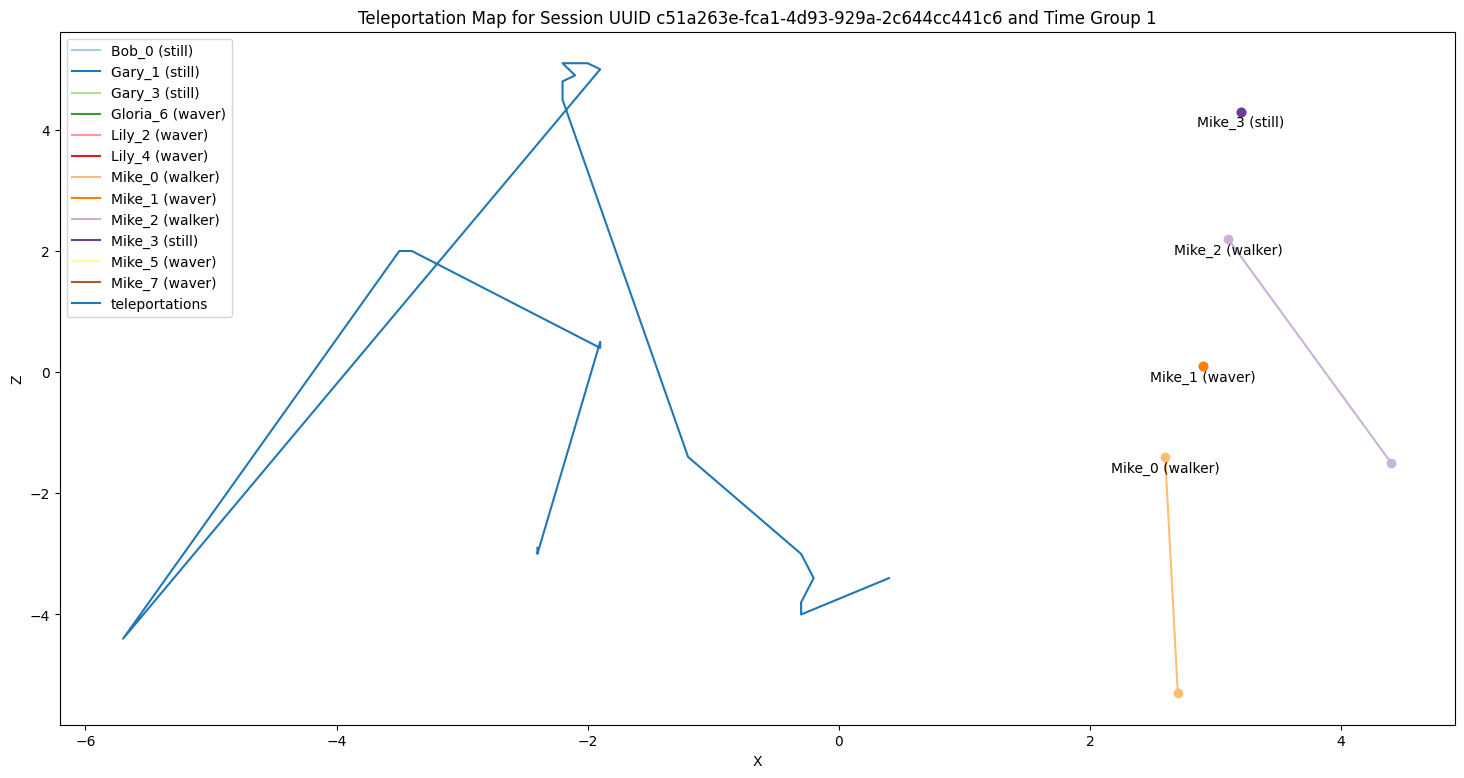 Teleportation Map for Session UUID c51a263e-fca1-4d93-929a-2c644cc441c6 and Time Group 1
Bob_0 (still)
Gary_1 (still)
Gary_3 (still)
Gloria_6 (waver)
Lily_2 (waver)
Lily_4 (waver)
Mike_0 (walker)
Mike_1 (waver)
Mike_2 (walker)
Mike_3 (still)
Mike_5 (waver)
Mike_7 (waver)
teleportations
Mike_3 (still)
Mike_2 (walker)
Mike_1 (waver)
Mike_0 (walker)
4
2
0
−2
−4
Z
−6
−4
−2
0
2
4
X